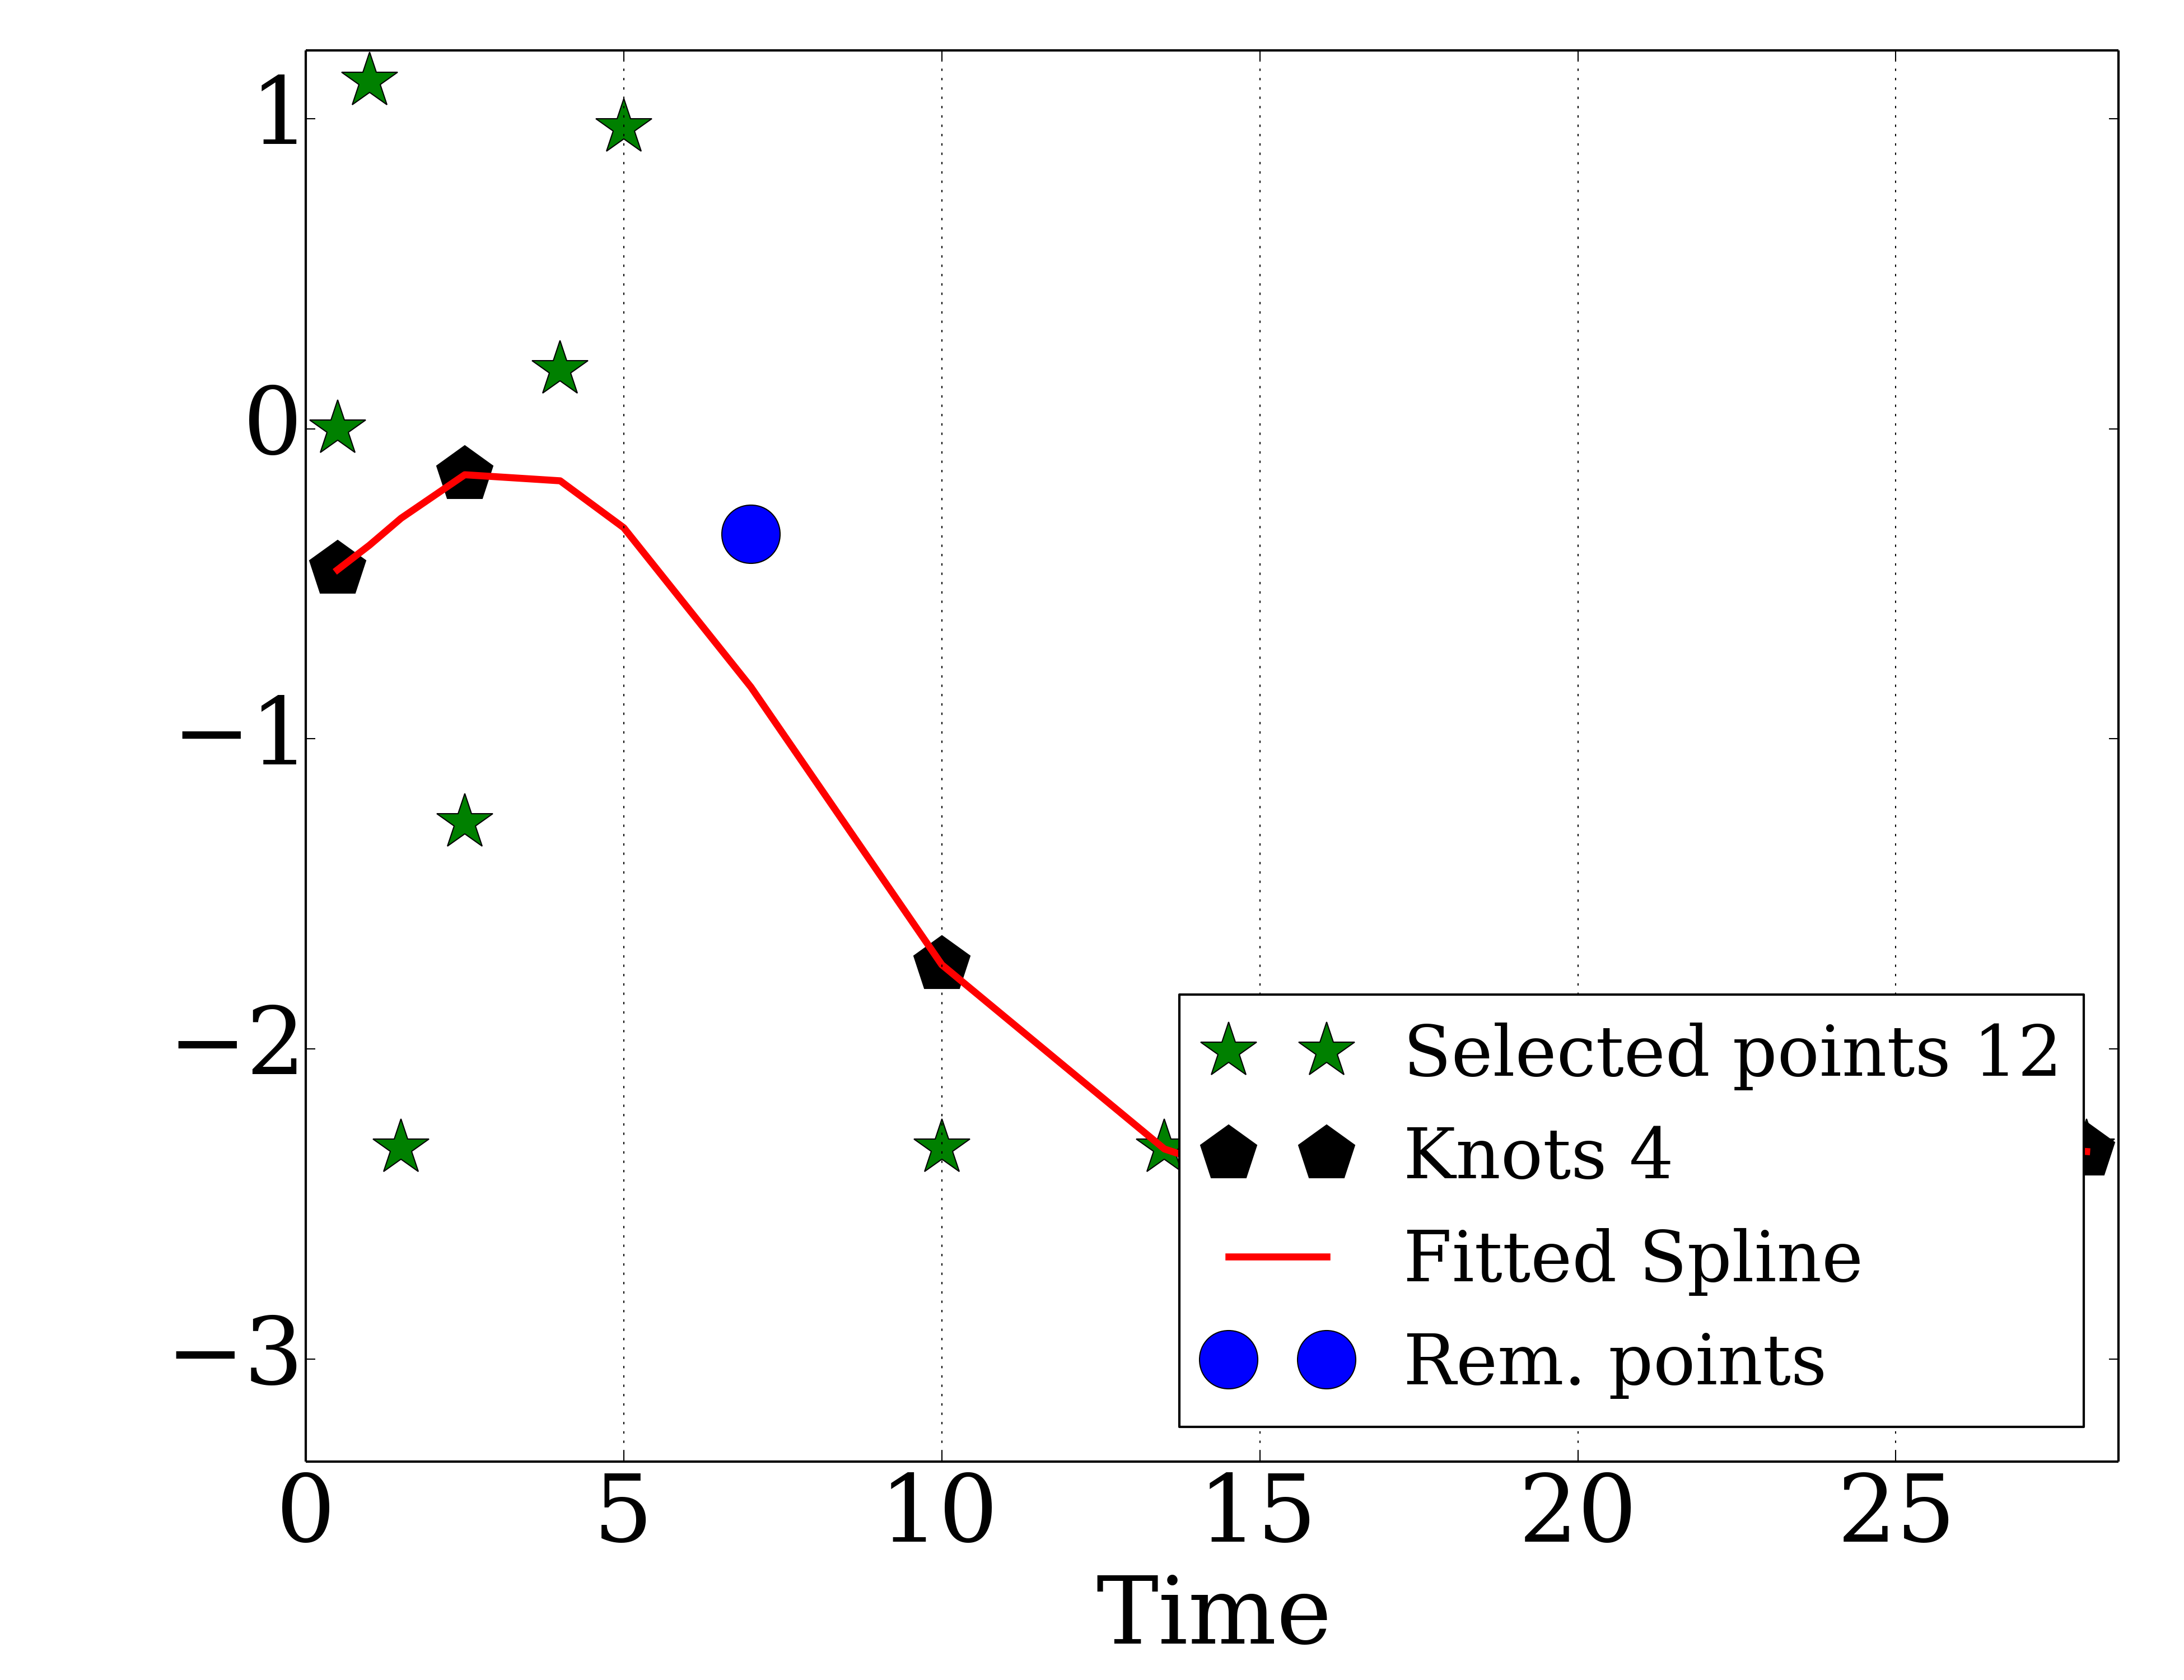 1
0
−1
−2
−3
Selected points 12
Knots 4
Fitted Spline
Rem. points
0 5 10 15 20 25
Time